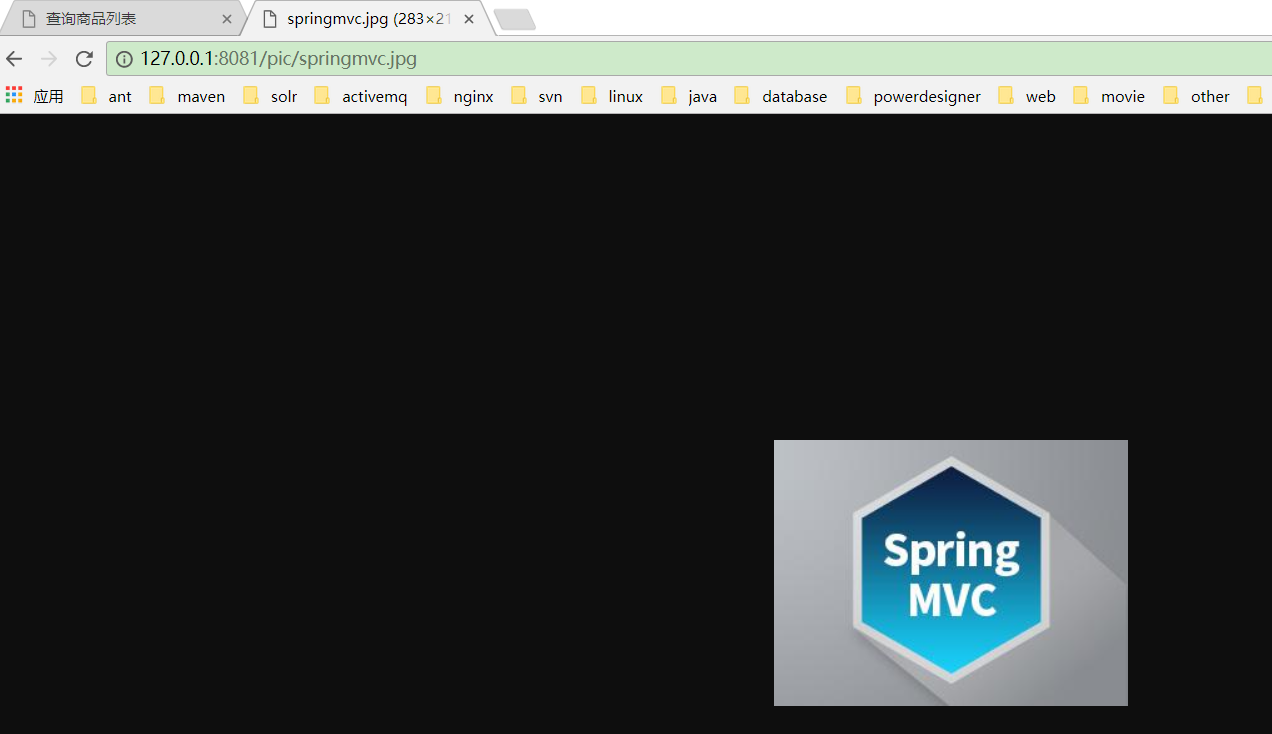 查询商品列表
springmvc.jpg (283×21
127.0.0.1:8081/pic/springmvc.jpg
应用 ant maven solr activemq nginx svn linux java database powerdesigner web movie other
Spring
MVC